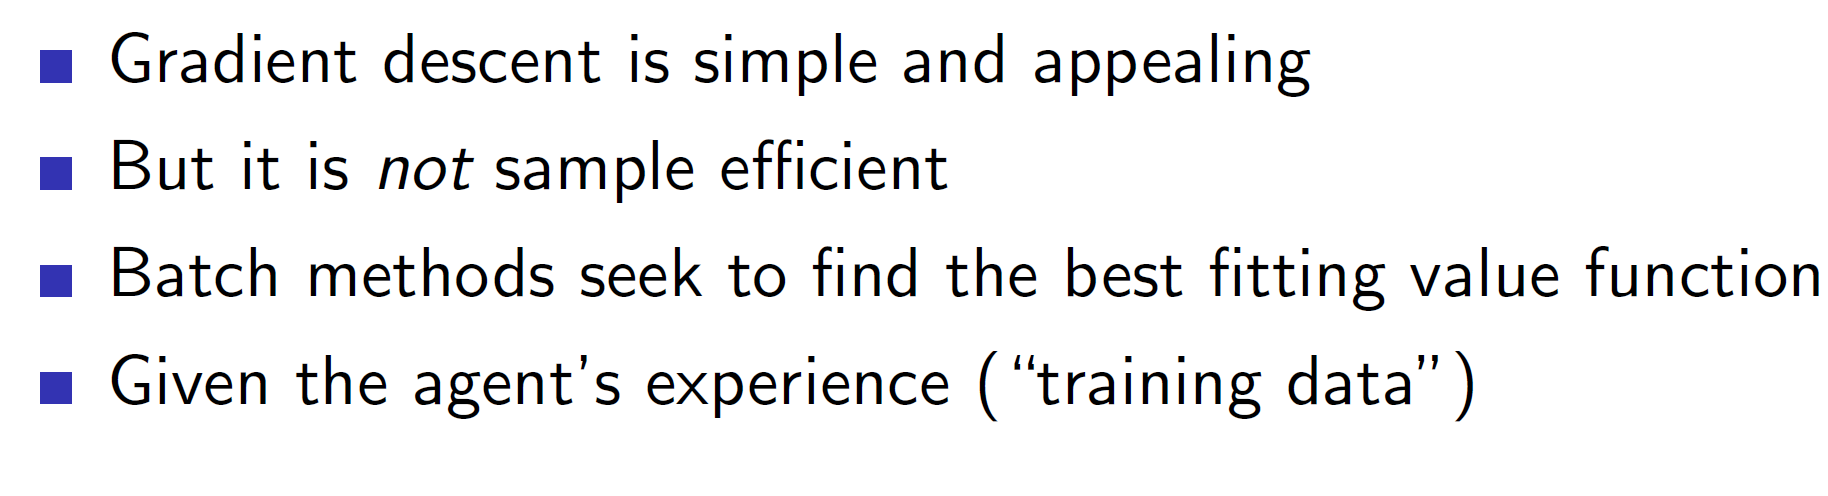 Gradient descent is simple and appealing
But it is not sample efficient
Batch methods seek to find the best fitting value function
Given the agent's experience (“training data”)